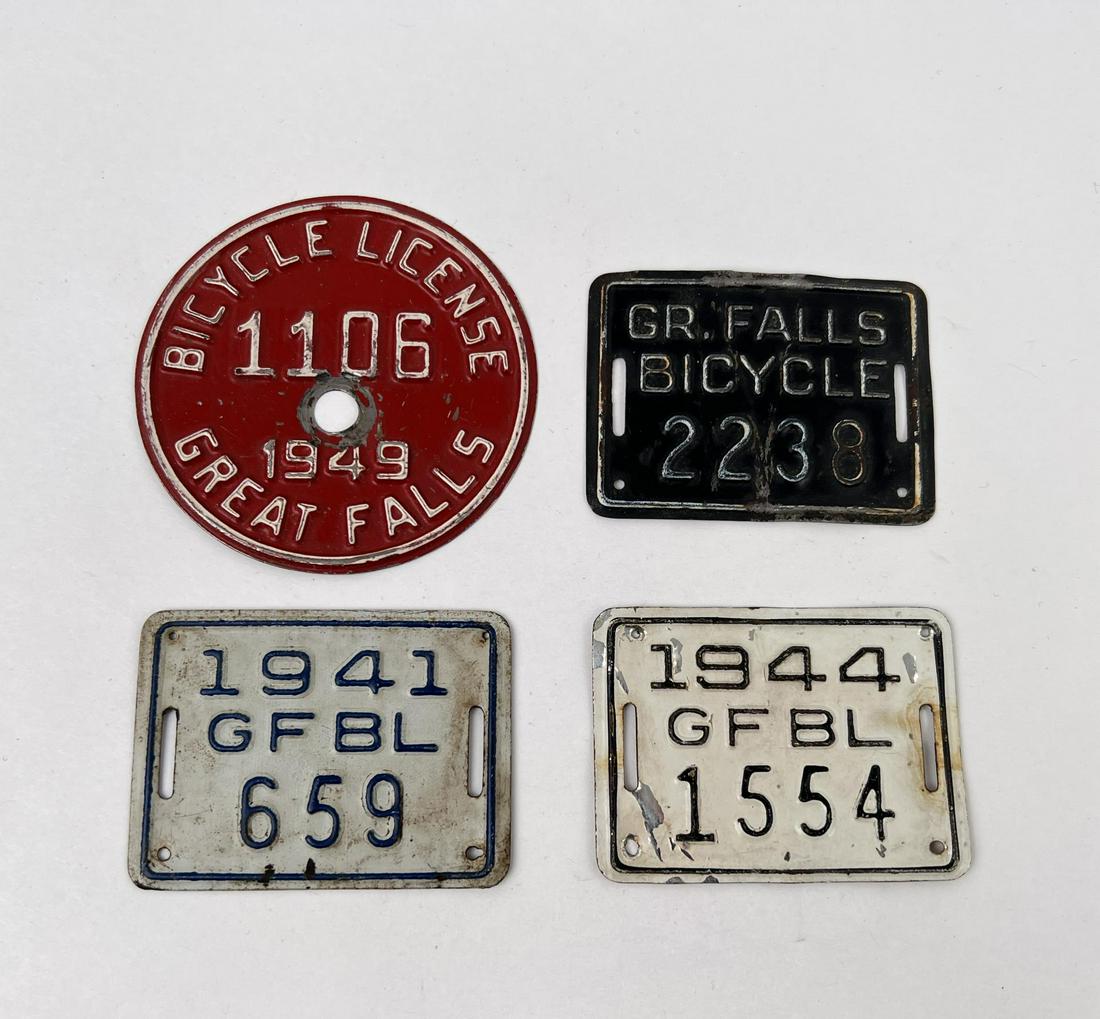 BICYCLE LICENSE
1106
1949
GREAT FALLS
GR. FALLS
BICYCLE
2238
1941
GFBL
659
1944
GFBL
1554